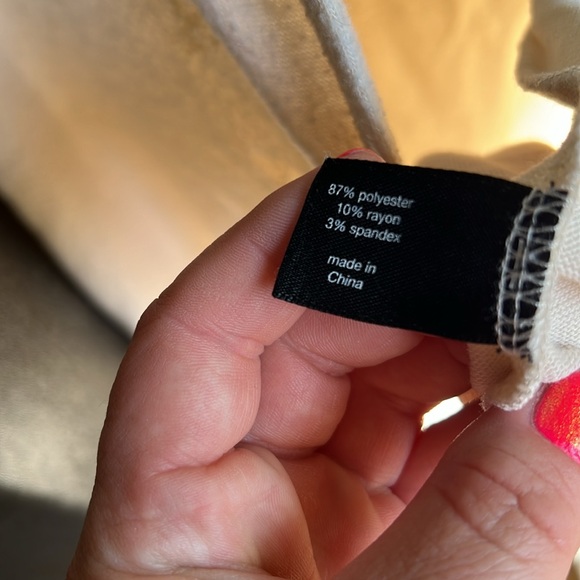 87% polyester
10% rayon
3% spandex
made in
China